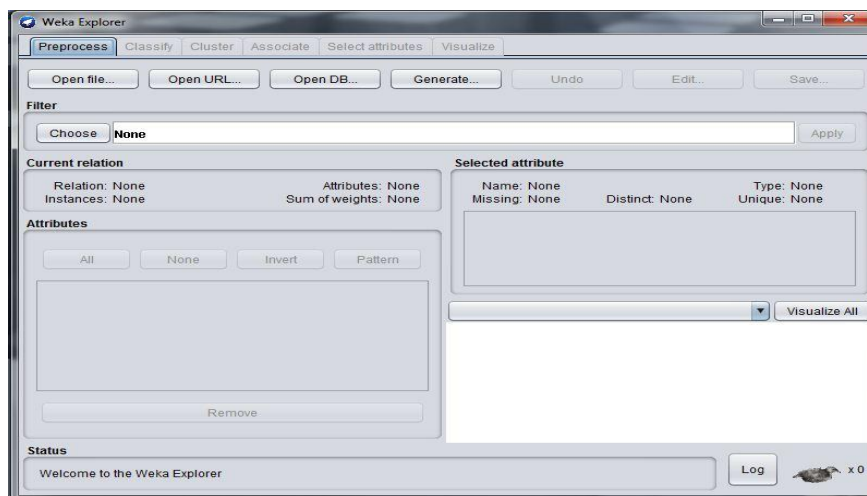 Weka Explorer
Preprocess Classify Cluster Associate Select attributes Visualize
Open file... Open URL... Open DB... Generate... Undo Edit... Save...
Filter
Choose None Apply
Current relation
Relation: None Attributes: None
Instances: None Sum of weights: None
Selected attribute
Name: None Type: None
Missing: None Distinct: None Unique: None
Attributes
All None Invert Pattern
Remove
Visualize All
Status
Welcome to the Weka Explorer
Log x 0